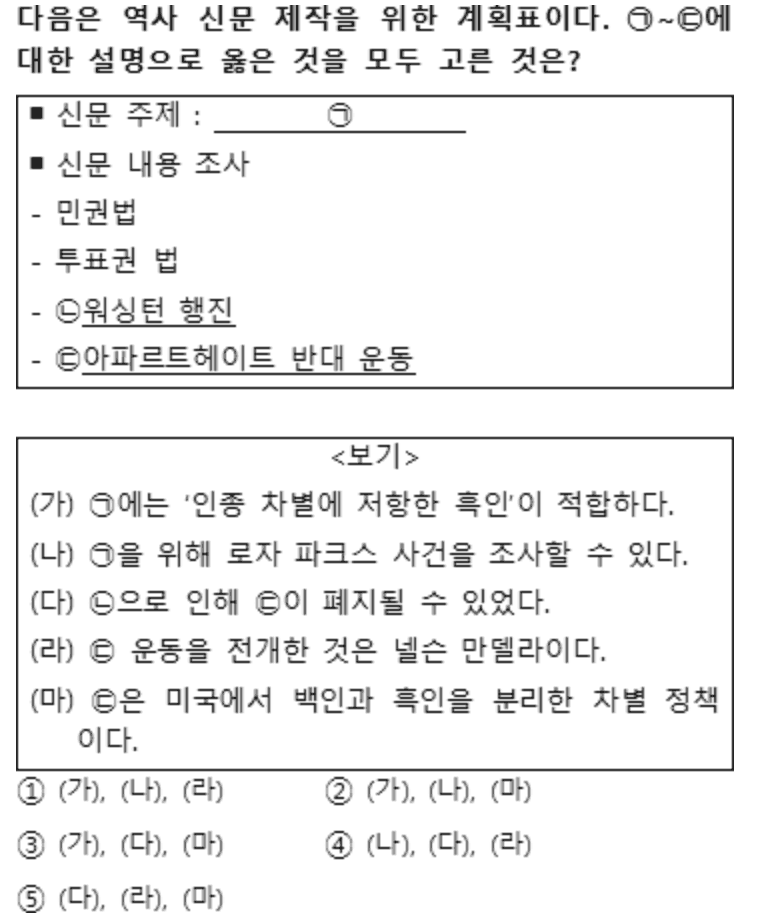 다음은 역사 신문 제작을 위한 계획표이다. ㉠~㉢에
대한 설명으로 옳은 것을 모두 고른 것은?
▪ 신문 주제 : ㉠
▪ 신문 내용 조사
- 민권법
- 투표권 법
- ㉡워싱턴 행진
- ㉢아파르트헤이트 반대 운동
<보기>
(가) ㉠에는 '인종 차별에 저항한 흑인'이 적합하다.
(나) ㉠을 위해 로자 파크스 사건을 조사할 수 있다.
(다) ㉡으로 인해 ㉢이 폐지될 수 있었다.
(라) ㉢ 운동을 전개한 것은 넬슨 만델라이다.
(마) ㉢은 미국에서 백인과 흑인을 분리한 차별 정책
이다.
① (가), (나), (라) ② (가), (나), (마)
③ (가), (다), (마) ④ (나), (다), (라)
⑤ (다), (라), (마)